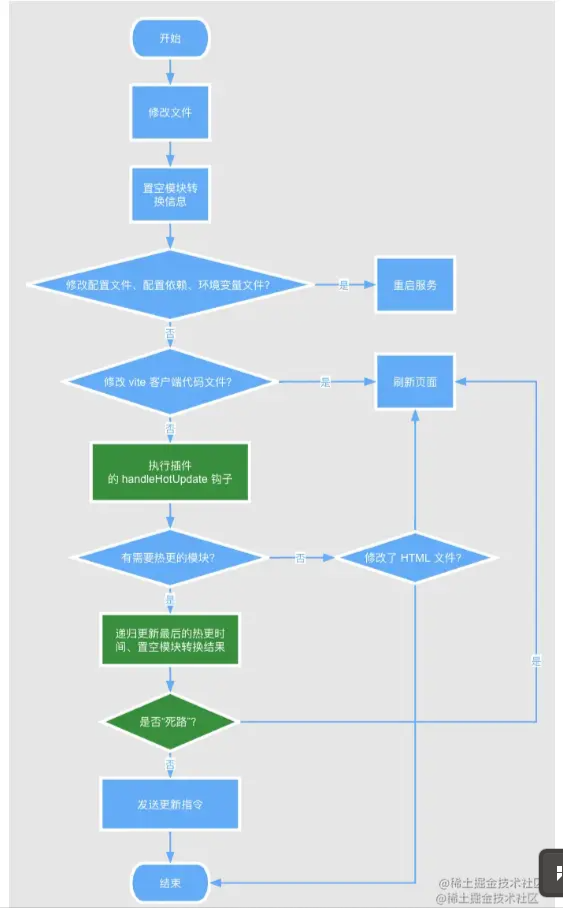 开始
修改文件
置空模块转
换信息
修改配置文件、配置依赖、环境变量文件?
是
重启服务
否
修改 vite 客户端代码文件?
是
刷新页面
否
执行插件
的 handleHotUpdate 钩子
有需要热更的模块?
否
修改了 HTML 文件?
是
递归更新最后的热更时
间、置空模块转换结果
是
是否“死路”?
否
发送更新指令
结束
@稀土掘金技术社区
@稀土掘金技术社区